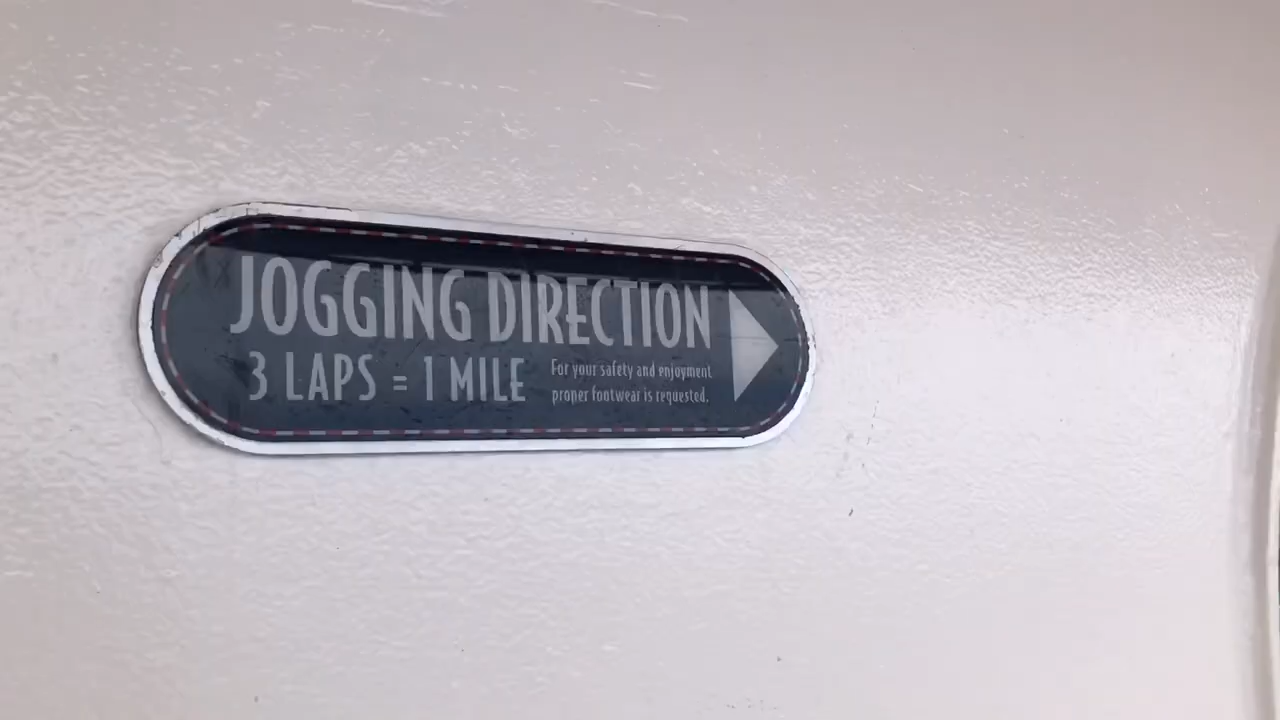 JOGGING DIRECTION
3 LAPS = 1 MILE
For your safety and enjoyment
proper footwear is requested.